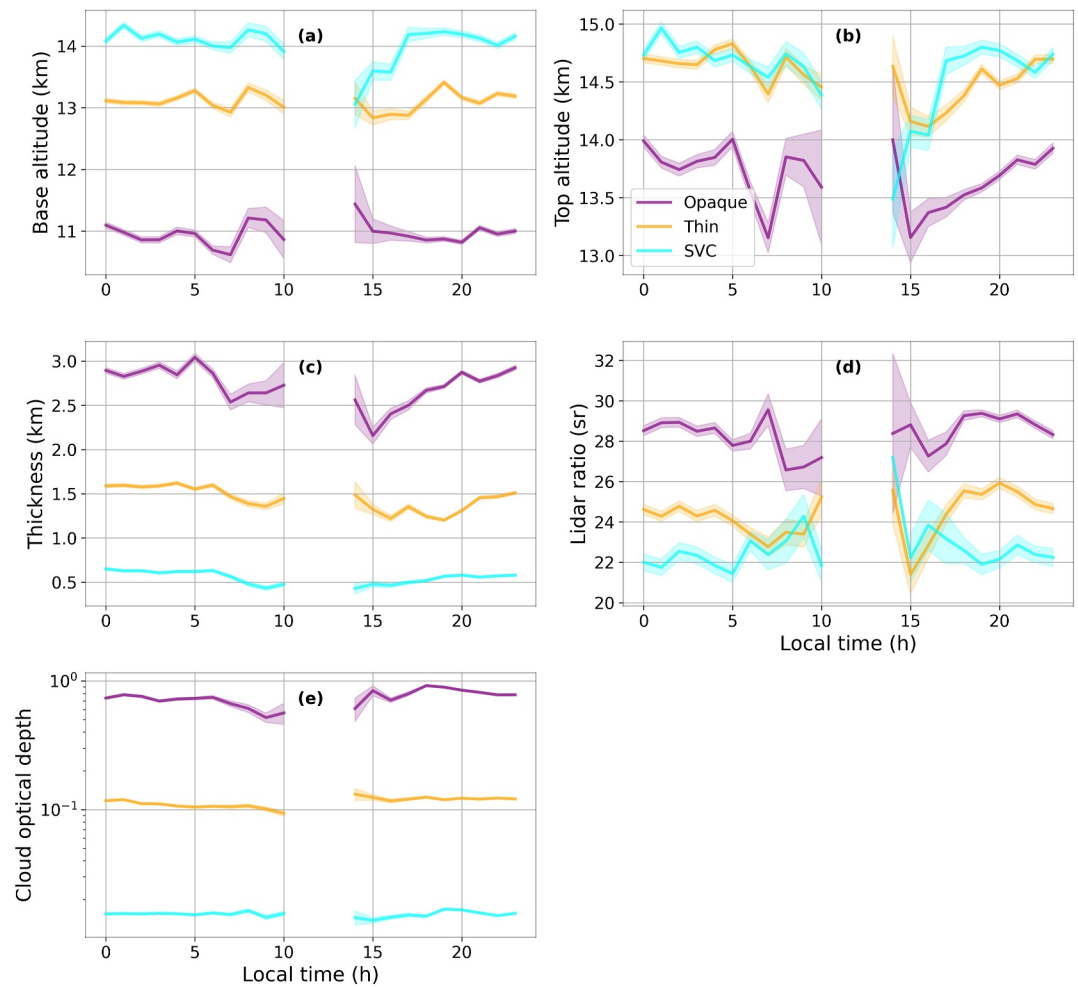 (a)
Base altitude (km)
14
13
12
11
0 5 10 15 20
(b)
Top altitude (km)
15.0
14.5
14.0
13.5
13.0
Opaque
Thin
SVC
0 5 10 15 20
(c)
Thickness (km)
3.0
2.5
2.0
1.5
1.0
0.5
0 5 10 15 20
(d)
Lidar ratio (sr)
32
30
28
26
24
22
20
0 5 10 15 20
Local time (h)
(e)
Cloud optical depth
10⁰
10⁻¹
0 5 10 15 20
Local time (h)